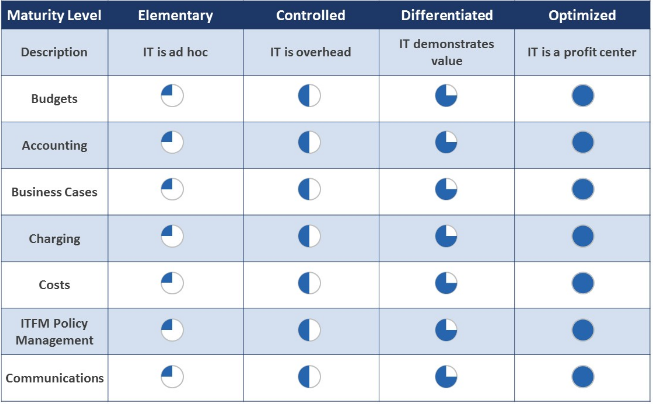 Maturity Level Elementary Controlled Differentiated Optimized
Description IT is ad hoc IT is overhead IT demonstrates value IT is a profit center
Budgets
Accounting
Business Cases
Charging
Costs
ITFM Policy
Management
Communications